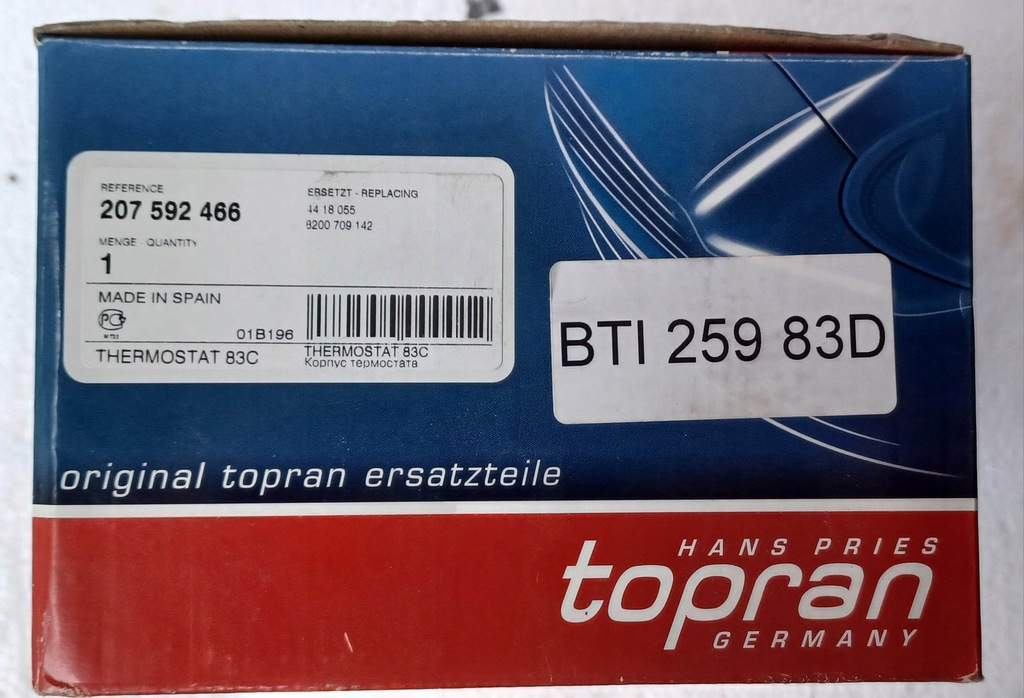 REFERENCE
207 592 466
ERSETZT - REPLACING
44 18 055
8200 709 142
MENGE - QUANTITY
1
MADE IN SPAIN
01B196
THERMOSTAT 83C
THERMOSTAT 83C
Корпус термостата
BTI 259 83D
original topran ersatzteile
HANS PRIES
topran
GERMANY